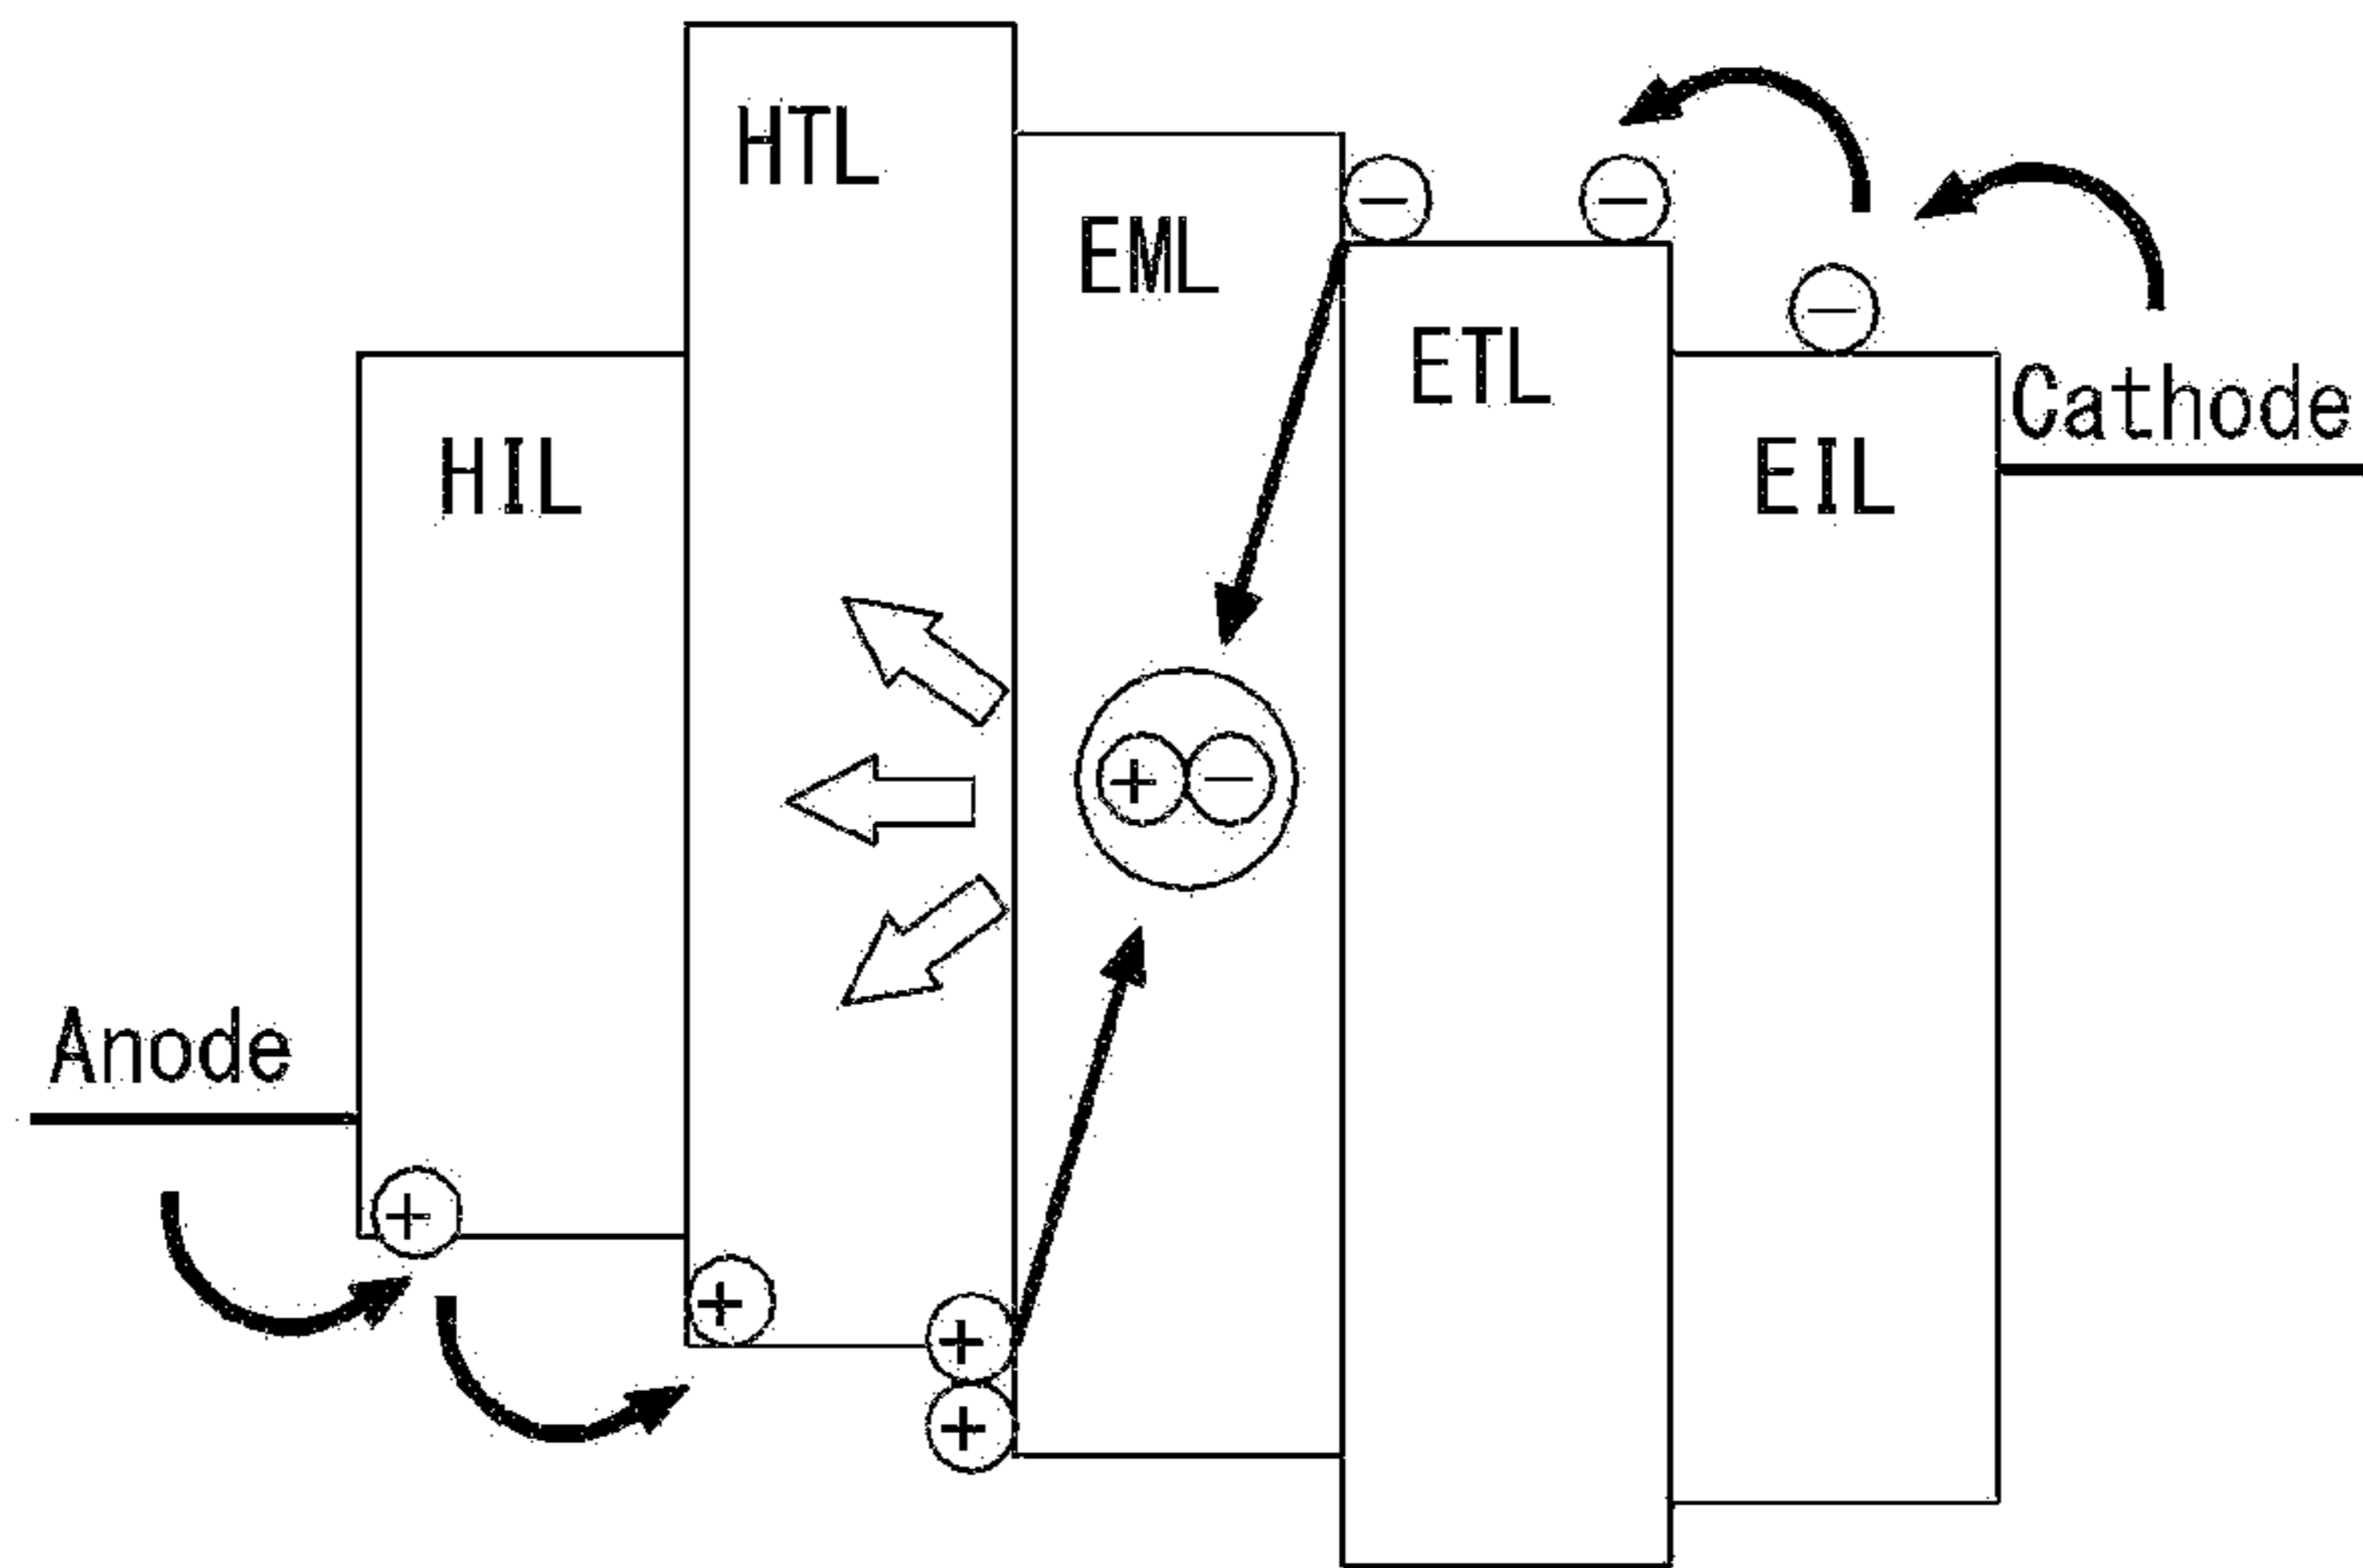 HTL
EML
ETL
HIL
EIL
Cathode
Anode
−
−
−
+ −
+
+
+
+